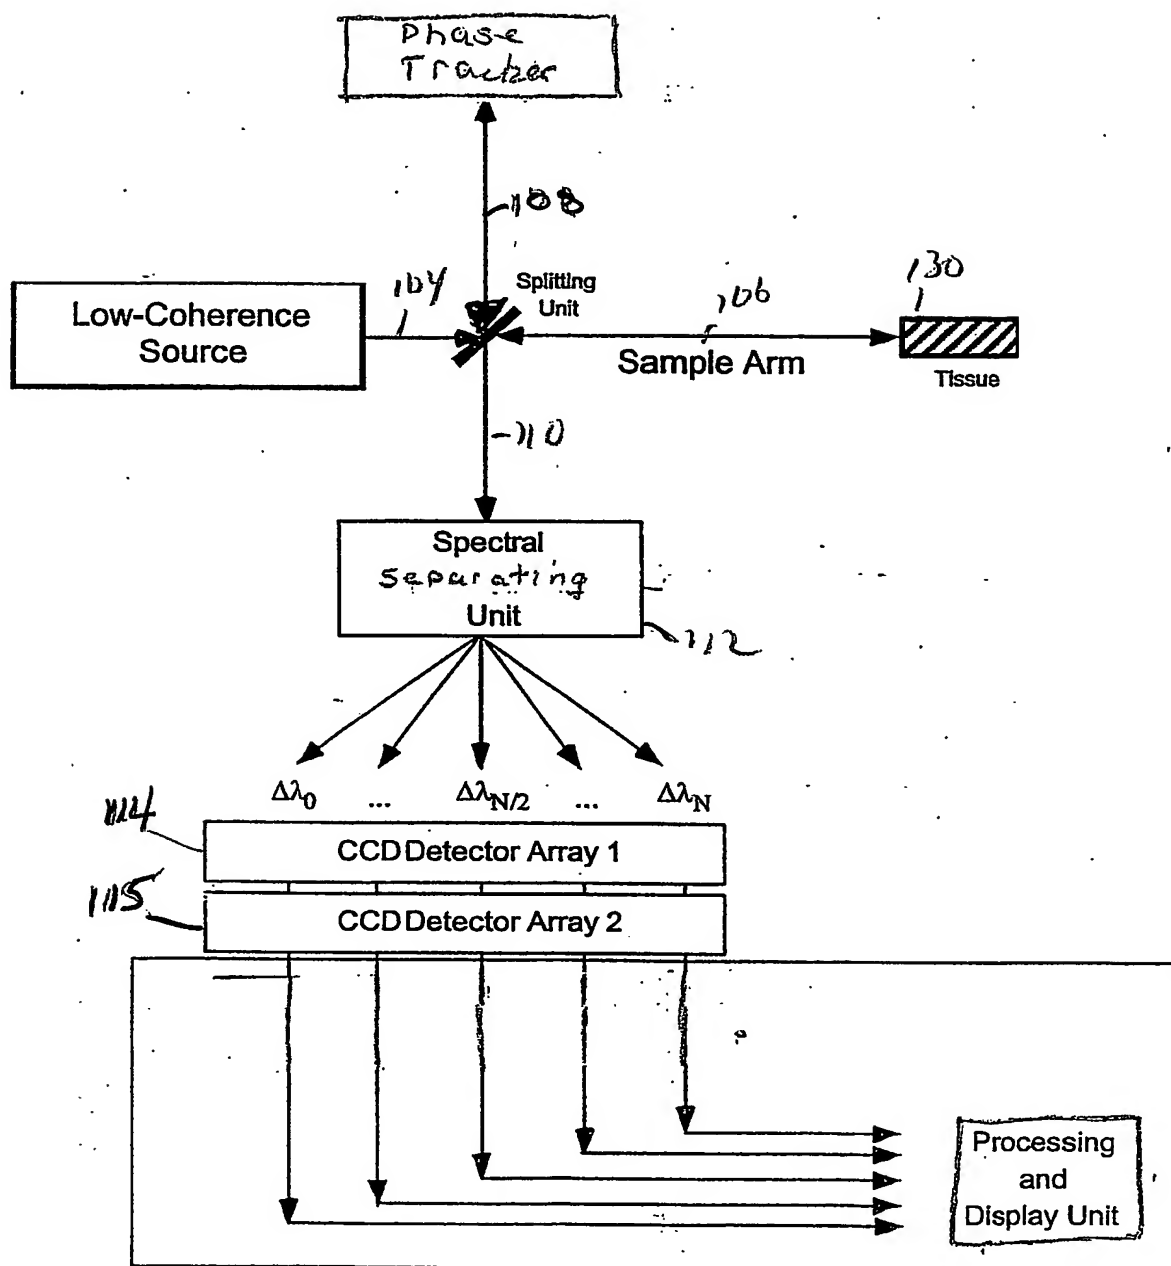 Phase
Tracker
108
Low-Coherence
Source
104
Splitting
Unit
106
Sample Arm
130
Tissue
110
Spectral
Separating
Unit
112
Δλ0 ... ΔλN/2 ... ΔλN
114
CCD Detector Array 1
115
CCD Detector Array 2
Processing
and
Display Unit